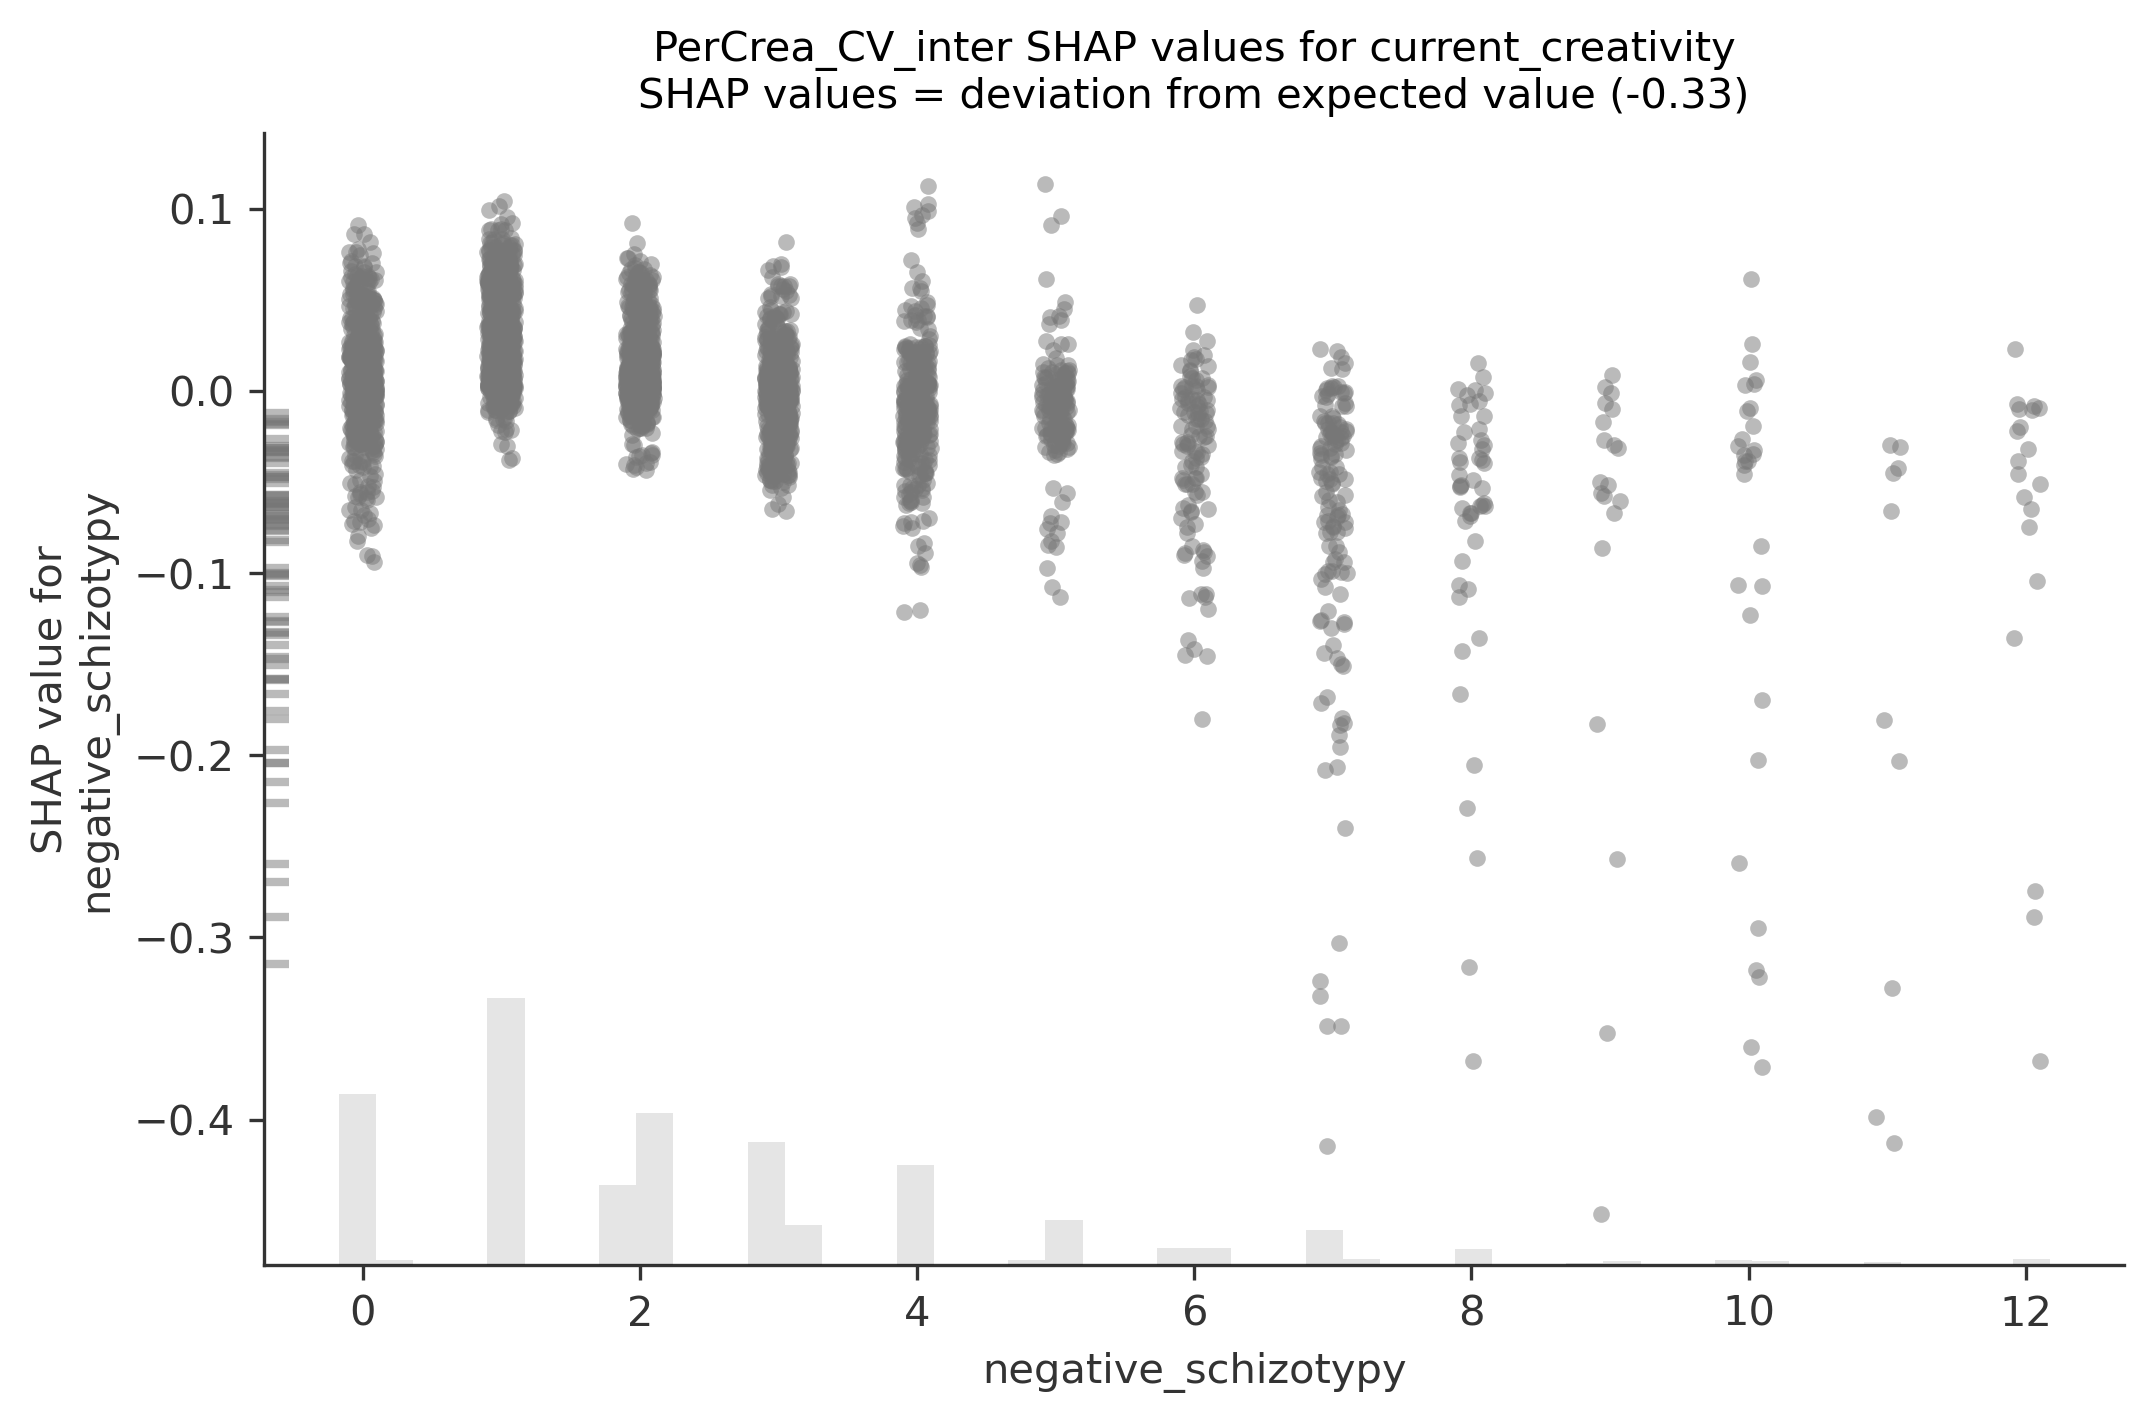 PerCrea_CV_inter SHAP values for current_creativity
SHAP values = deviation from expected value (-0.33)
SHAP value for
negative_schizotypy
0.1
0.0
−0.1
−0.2
−0.3
−0.4
0 2 4 6 8 10 12
negative_schizotypy